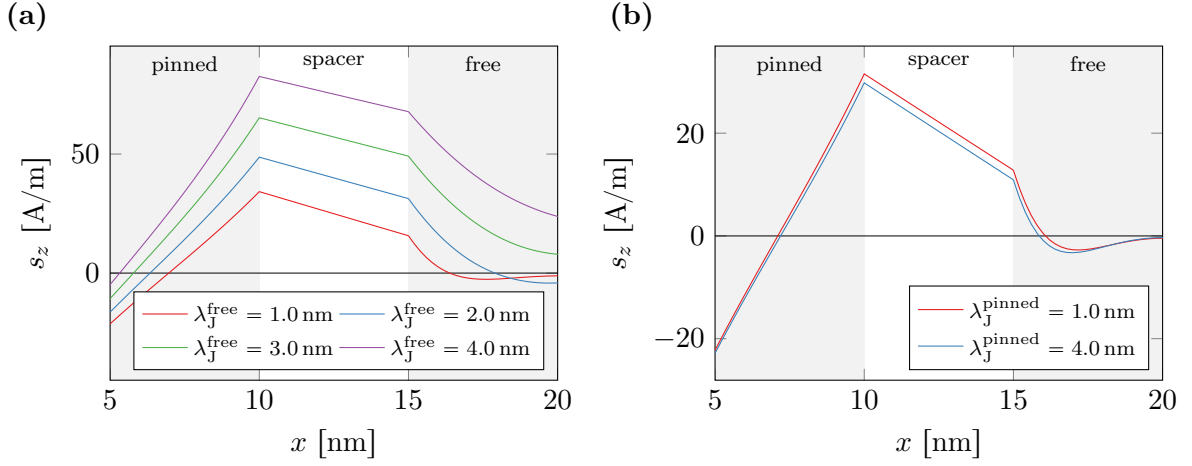 (a)
pinned spacer free
50
0
s_z [A/m]
λ_J^free = 1.0 nm λ_J^free = 2.0 nm
λ_J^free = 3.0 nm λ_J^free = 4.0 nm
5 10 15 20
x [nm]
(b)
pinned spacer free
20
0
−20
s_z [A/m]
λ_J^pinned = 1.0 nm
λ_J^pinned = 4.0 nm
5 10 15 20
x [nm]